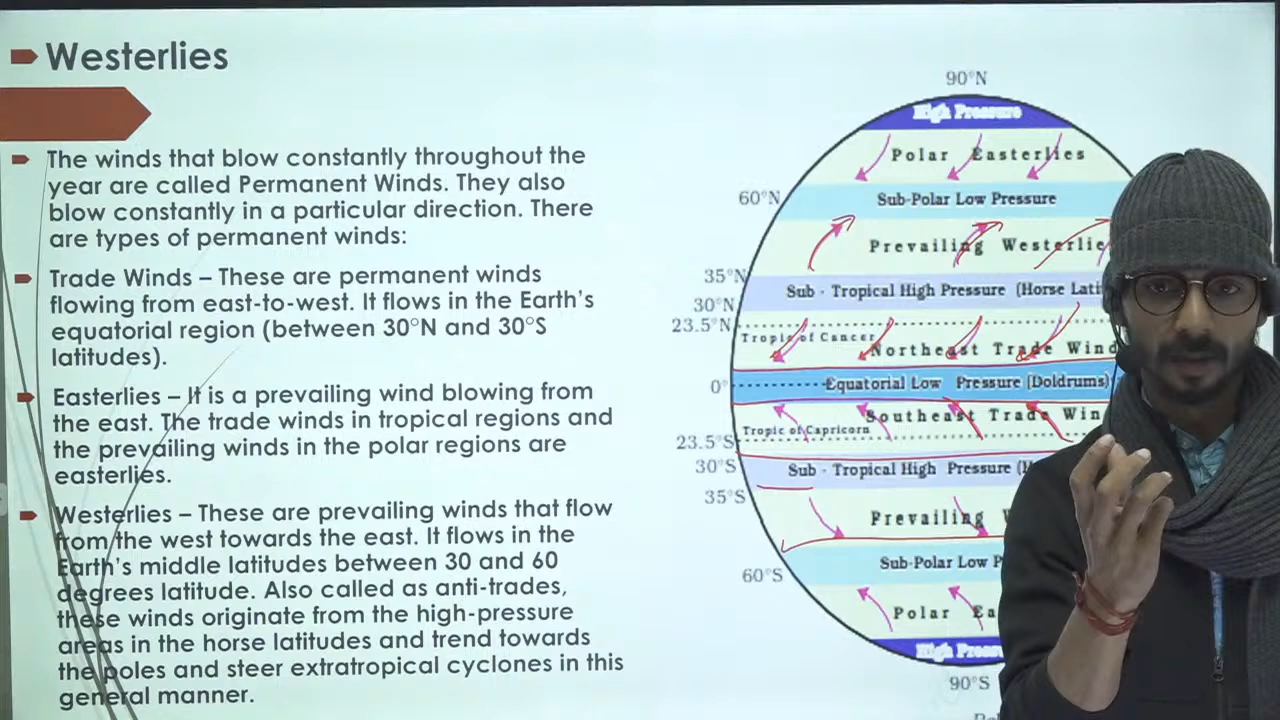 Westerlies
The winds that blow constantly throughout the
year are called Permanent Winds. They also
blow constantly in a particular direction. There
are types of permanent winds:
Trade Winds – These are permanent winds
flowing from east-to-west. It flows in the Earth's
equatorial region (between 30°N and 30°S
latitudes).
Easterlies – It is a prevailing wind blowing from
the east. The trade winds in tropical regions and
the prevailing winds in the polar regions are
easterlies.
Westerlies – These are prevailing winds that flow
from the west towards the east. It flows in the
Earth's middle latitudes between 30 and 60
degrees latitude. Also called as anti-trades,
these winds originate from the high-pressure
areas in the horse latitudes and trend towards
the poles and steer extratropical cyclones in this
general manner.
90°N
High Pressure
Polar Easterlies
60°N
Sub-Polar Low Pressure
Prevailing Westerlie
35°N
Sub - Tropical High Pressure (Horse Lati
30°N
23.5°N
Tropic of Cancer
Northeast Trade Wind
0°
Equatorial Low Pressure (Doldrums)
Southeast Trade Win
Tropic of Capricorn
23.5°S
30°S
Sub - Tropical High Pressure (H
35°S
Prevailing W
Sub-Polar Low P
60°S
Polar Ea
High Pressu
90°S